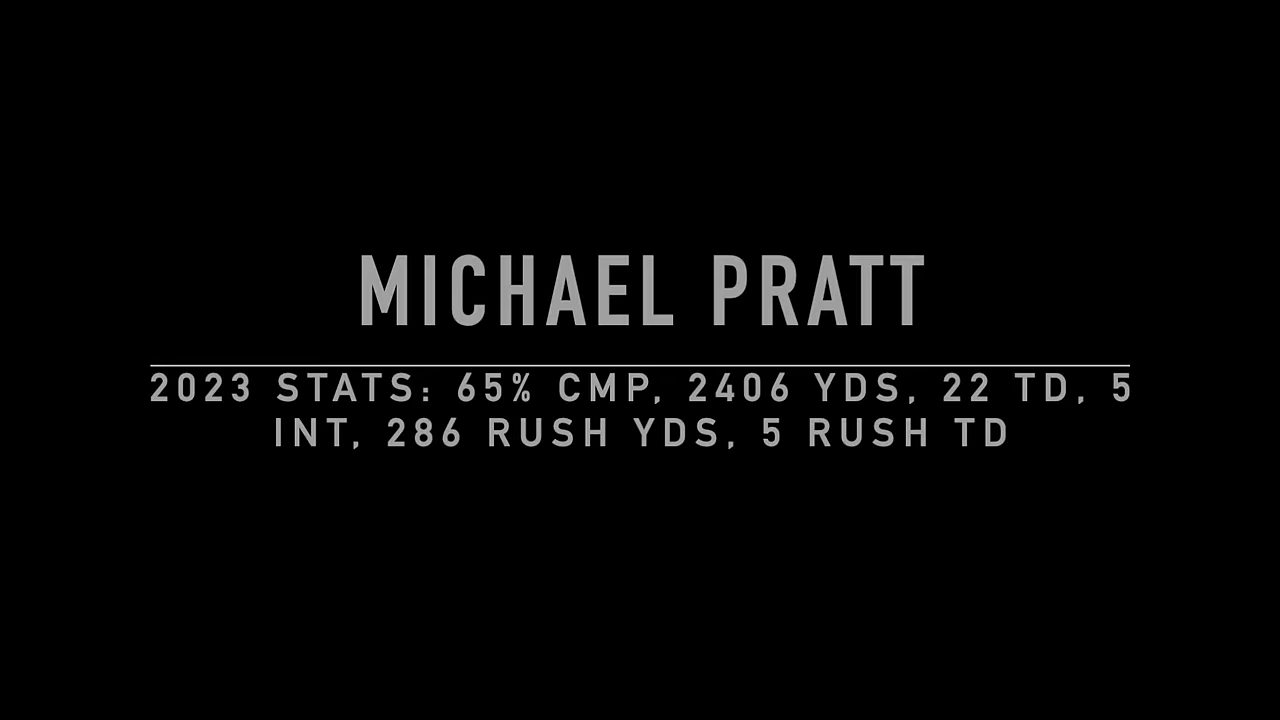 MICHAEL PRATT
2023 STATS: 65% CMP, 2406 YDS, 22 TD, 5
INT, 286 RUSH YDS, 5 RUSH TD